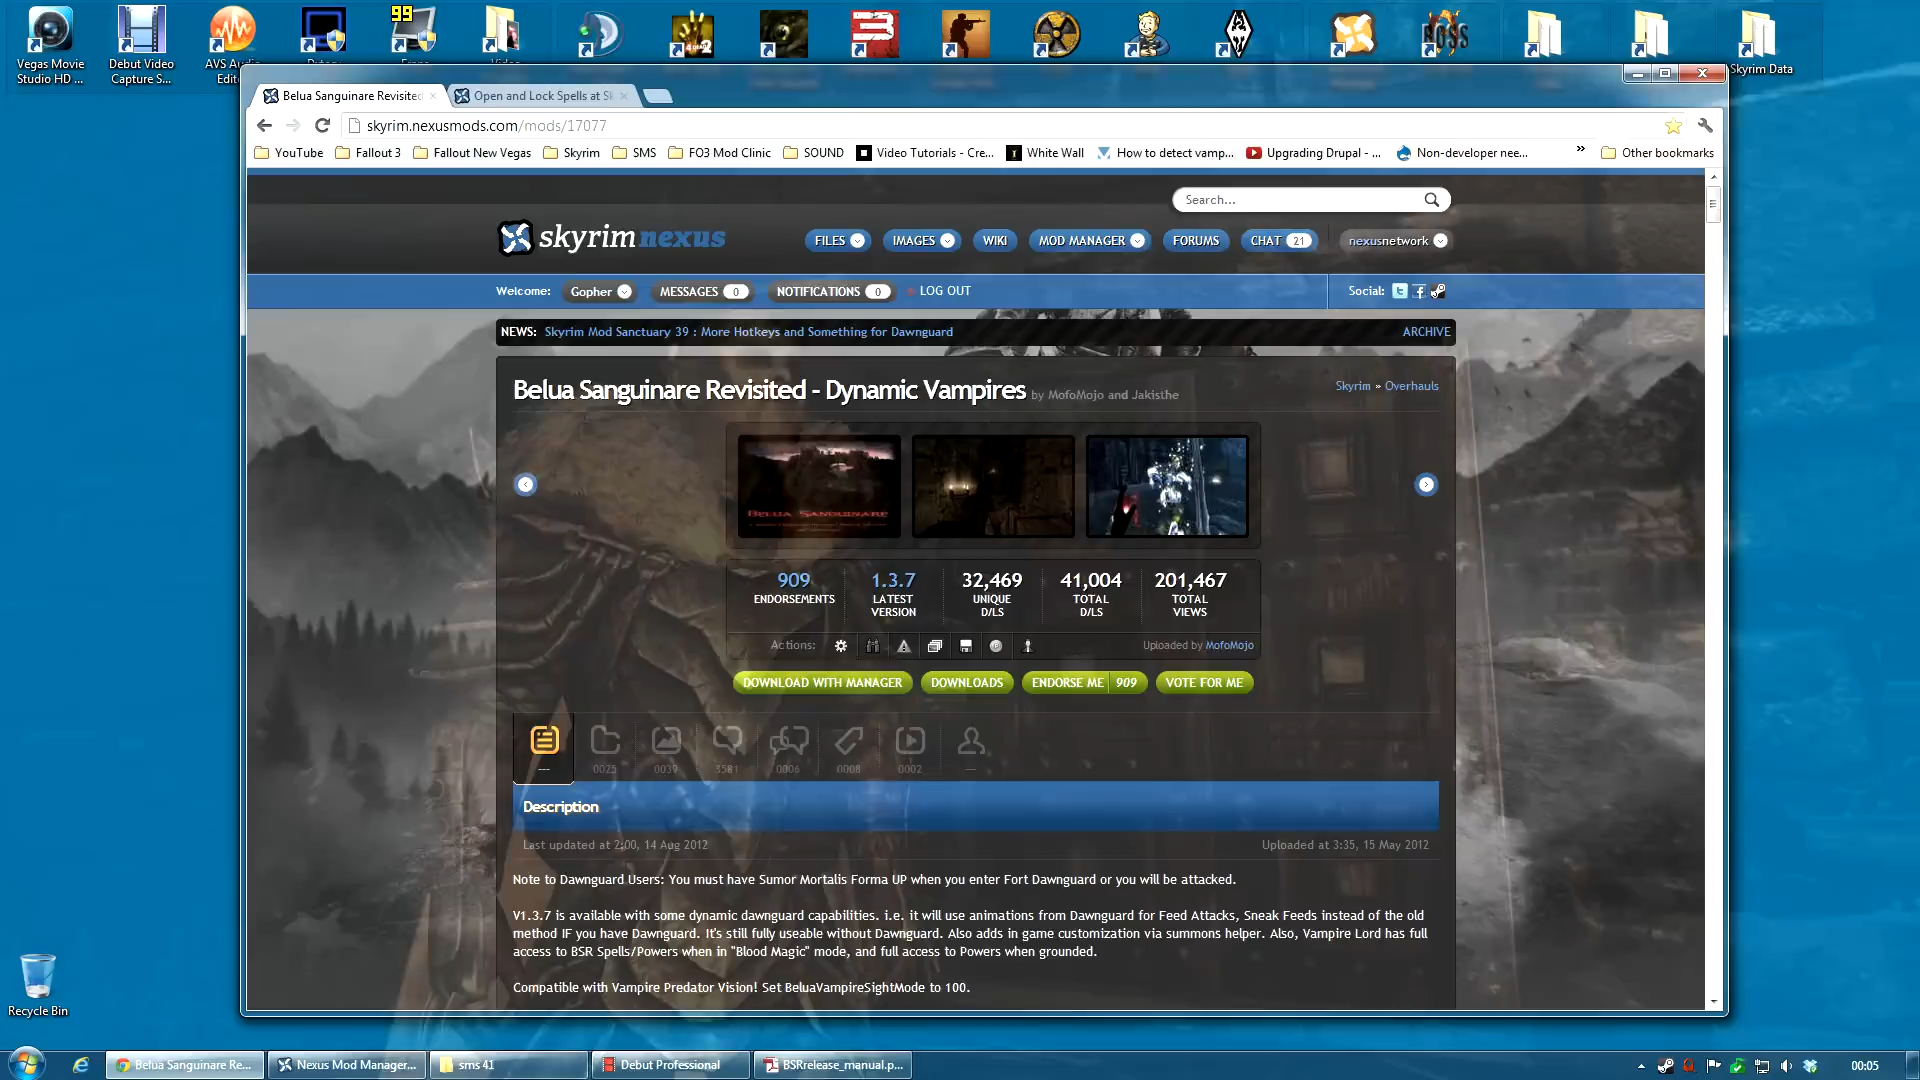 99
Vegas Movie
Studio HD ...
Debut Video
Capture S...
AVS Audio
Edit
Video
Skyrim Data
Belua Sanguinare Revisited
Open and Lock Spells at Sk
skyrim.nexusmods.com/mods/17077
YouTube
Fallout 3
Fallout New Vegas
Skyrim
SMS
FO3 Mod Clinic
SOUND
Video Tutorials - Cre...
White Wall
How to detect vamp...
Upgrading Drupal - ...
Non-developer nee...
»
Other bookmarks
Search...
skyrim nexus
FILES
IMAGES
WIKI
MOD MANAGER
FORUMS
CHAT 21
nexusnetwork
Welcome:
Gopher
MESSAGES 0
NOTIFICATIONS 0
LOG OUT
Social:
NEWS: Skyrim Mod Sanctuary 39 : More Hotkeys and Something for Dawnguard
ARCHIVE
Belua Sanguinare Revisited - Dynamic Vampires by MofoMojo and Jakisthe
Skyrim » Overhauls
BELUA SANGUINARE
909
ENDORSEMENTS
1.3.7
LATEST
VERSION
32,469
UNIQUE
D/LS
41,004
TOTAL
D/LS
201,467
TOTAL
VIEWS
Actions:
Uploaded by MofoMojo
DOWNLOAD WITH MANAGER
DOWNLOADS
ENDORSE ME 909
VOTE FOR ME
---
0025
0039
3581
0006
0008
0002
---
Description
Last updated at 2:00, 14 Aug 2012
Uploaded at 3:35, 15 May 2012
Note to Dawnguard Users: You must have Sumor Mortalis Forma UP when you enter Fort Dawnguard or you will be attacked.
V1.3.7 is available with some dynamic dawnguard capabilities. i.e. it will use animations from Dawnguard for Feed Attacks, Sneak Feeds instead of the old
method IF you have Dawnguard. It's still fully useable without Dawnguard. Also adds in game customization via summons helper. Also, Vampire Lord has full
access to BSR Spells/Powers when in "Blood Magic" mode, and full access to Powers when grounded.
Compatible with Vampire Predator Vision! Set BeluaVampireSightMode to 100.
Recycle Bin
Belua Sanguinare Re...
Nexus Mod Manager...
sms 41
Debut Professional
BSRrelease_manual.p...
00:05